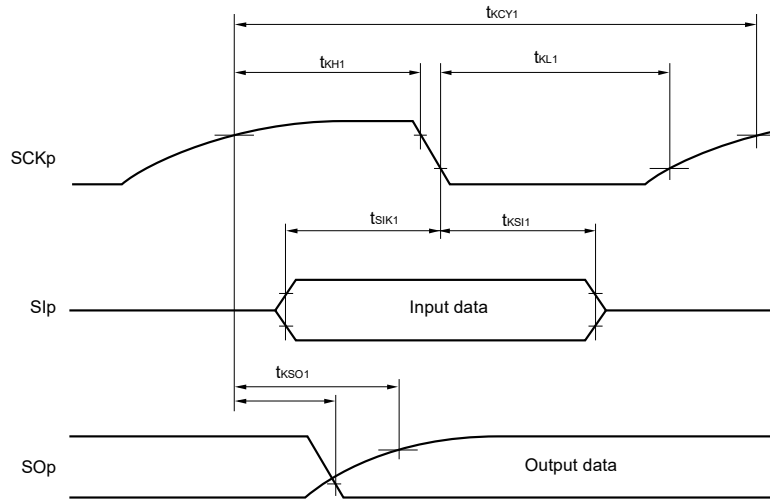 tKCY1
tKH1
tKL1
SCKp
tSIK1
tKSI1
SIp
Input data
tKSO1
SOp
Output data